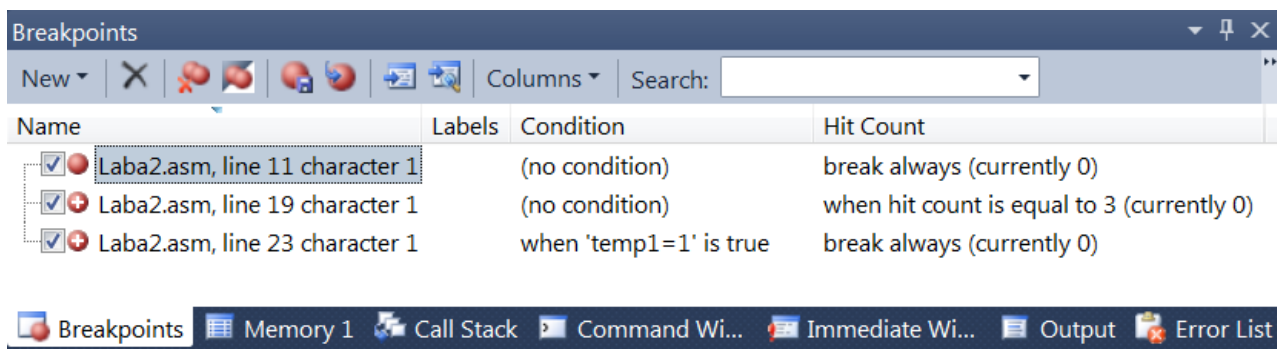 Breakpoints
New Columns Search:
Name Labels Condition Hit Count
Laba2.asm, line 11 character 1 (no condition) break always (currently 0)
Laba2.asm, line 19 character 1 (no condition) when hit count is equal to 3 (currently 0)
Laba2.asm, line 23 character 1 when 'temp1=1' is true break always (currently 0)
Breakpoints Memory 1 Call Stack Command Wi... Immediate Wi... Output Error List